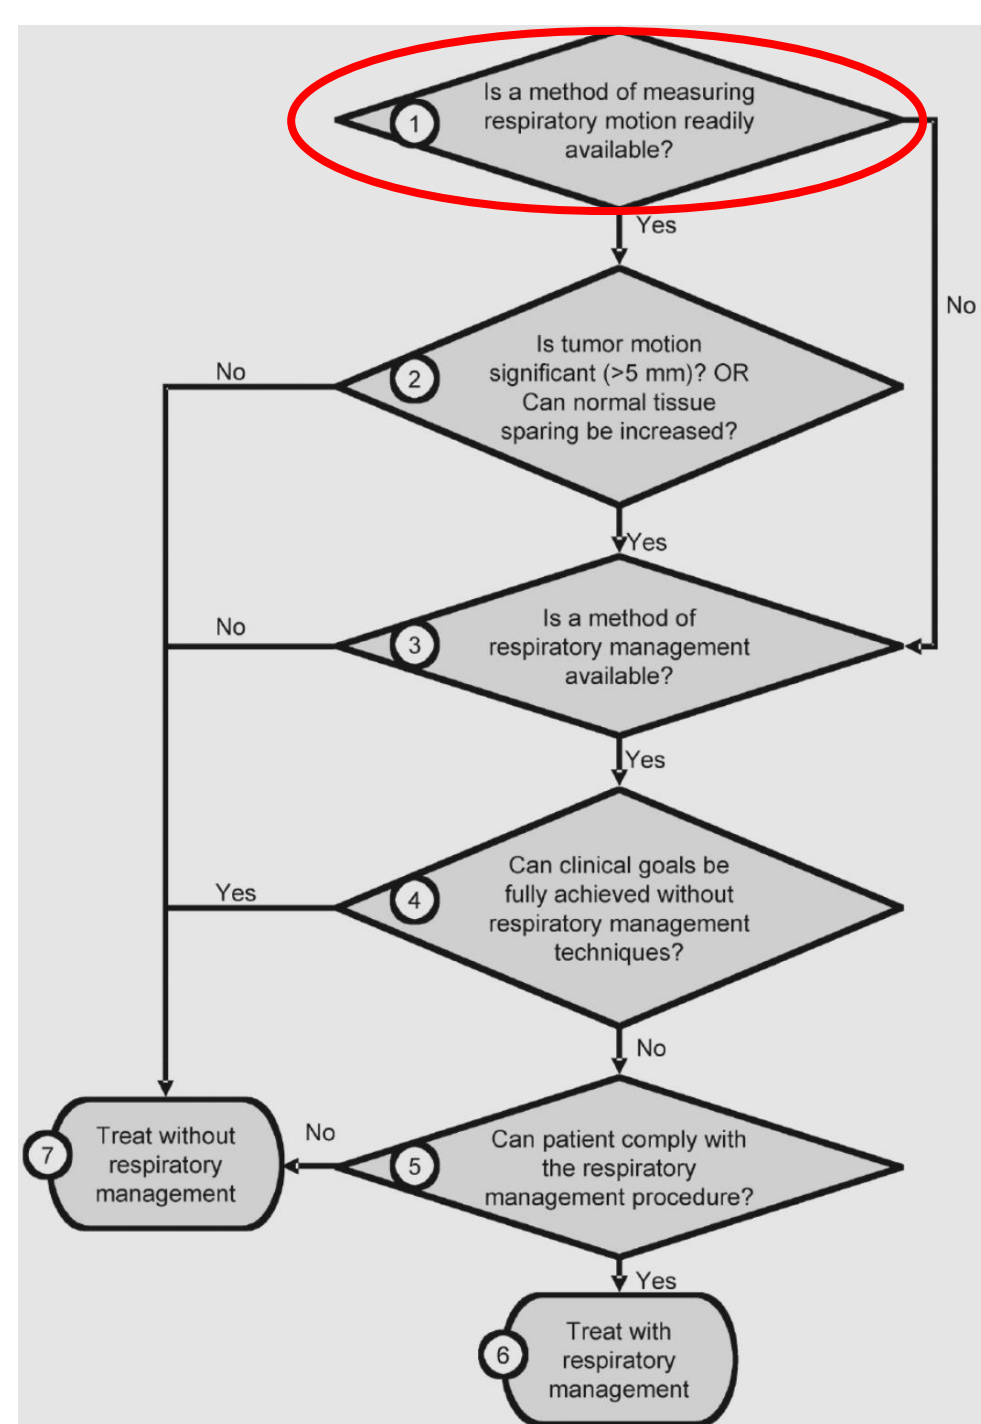 1
Is a method of measuring
respiratory motion readily
available?
Yes
No
2
Is tumor motion
significant (>5 mm)? OR
Can normal tissue
sparing be increased?
No
Yes
3
Is a method of
respiratory management
available?
No
Yes
4
Can clinical goals be
fully achieved without
respiratory management
techniques?
Yes
No
5
Can patient comply with
the respiratory
management procedure?
No
7
Treat without
respiratory
management
Yes
6
Treat with
respiratory
management